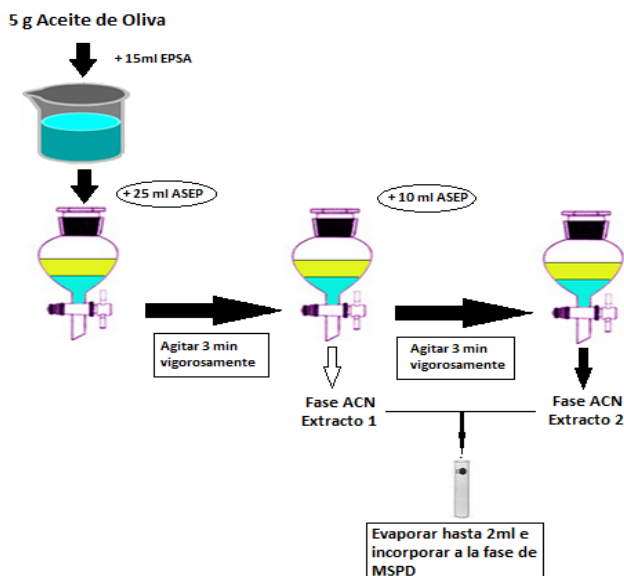 5 g Aceite de Oliva
+ 15ml EPSA
+ 25 ml ASEP
+ 10 ml ASEP
Agitar 3 min
vigorosamente
Agitar 3 min
vigorosamente
Fase ACN
Extracto 1
Fase ACN
Extracto 2
Evaporar hasta 2ml e
incorporar a la fase de
MSPD